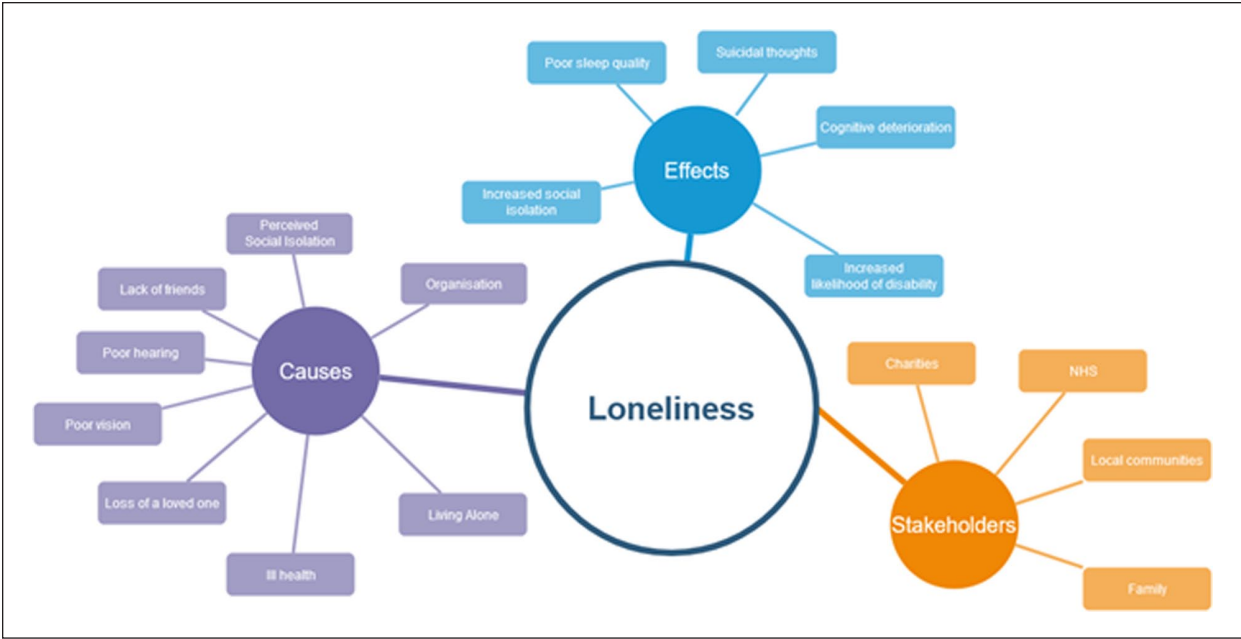 Loneliness
Effects
Poor sleep quality
Suicidal thoughts
Cognitive deterioration
Increased social
isolation
Increased
likelihood of disability
Causes
Perceived
Social Isolation
Organisation
Lack of friends
Poor hearing
Poor vision
Loss of a loved one
Ill health
Living Alone
Stakeholders
Charities
NHS
Local communities
Family